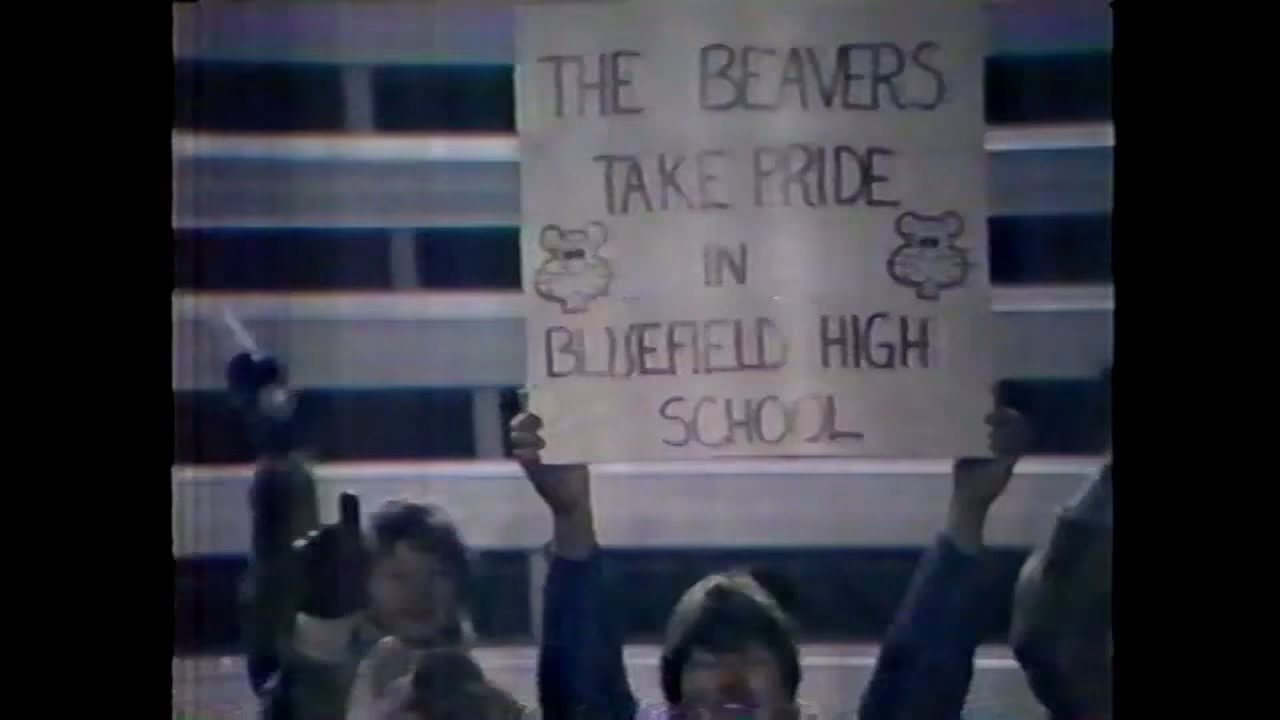 THE BEAVERS
TAKE PRIDE
IN
BLUEFIELD HIGH
SCHOOL